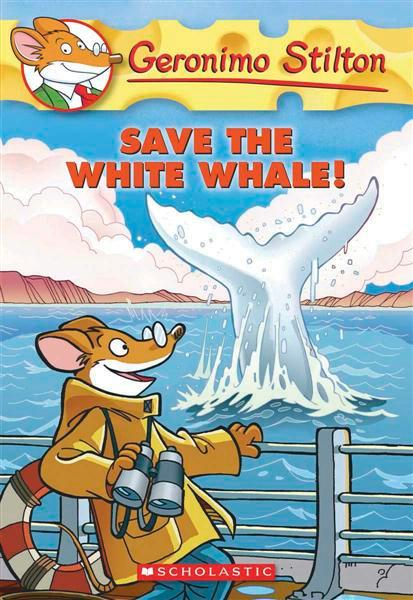 Geronimo Stilton
SAVE THE
WHITE WHALE!
SCHOLASTIC